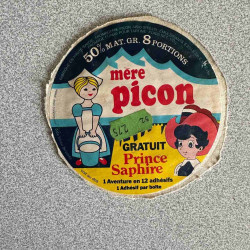 50% MAT. GR. 8 PORTIONS
mère
picon
GRATUIT
Prince
Saphire
1 Aventure en 12 adhésifs
1 Adhésif par boîte